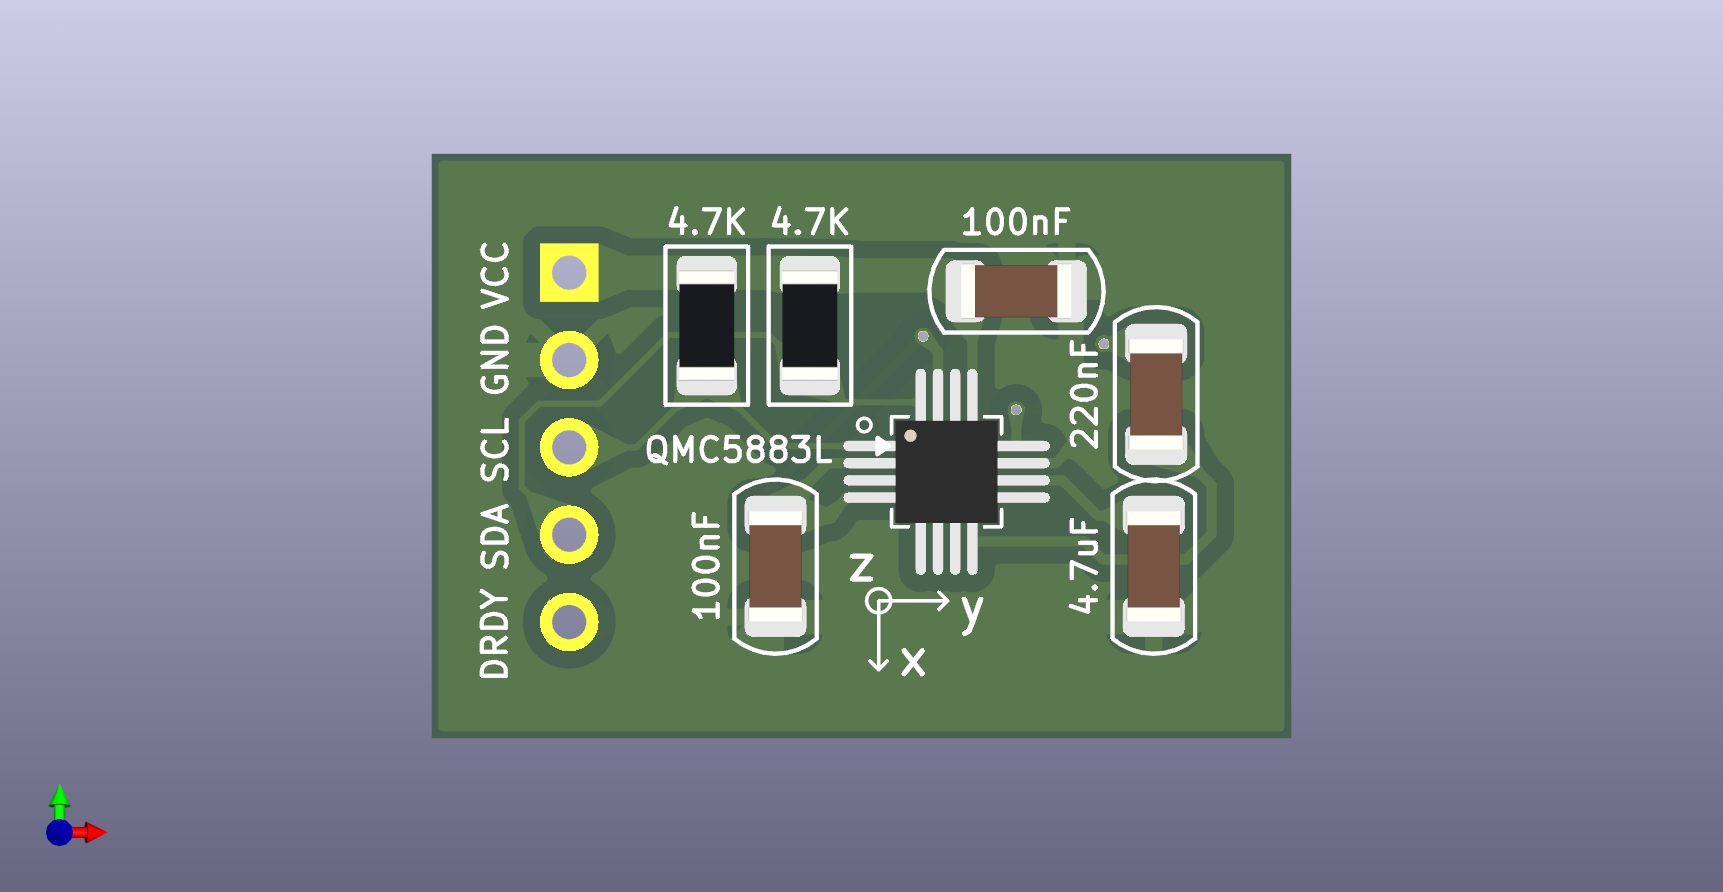 4.7K 4.7K 100nF
VCC
GND
SCL
SDA
DRDY
220nF
QMC5883L
100nF
4.7uF
z
y
x